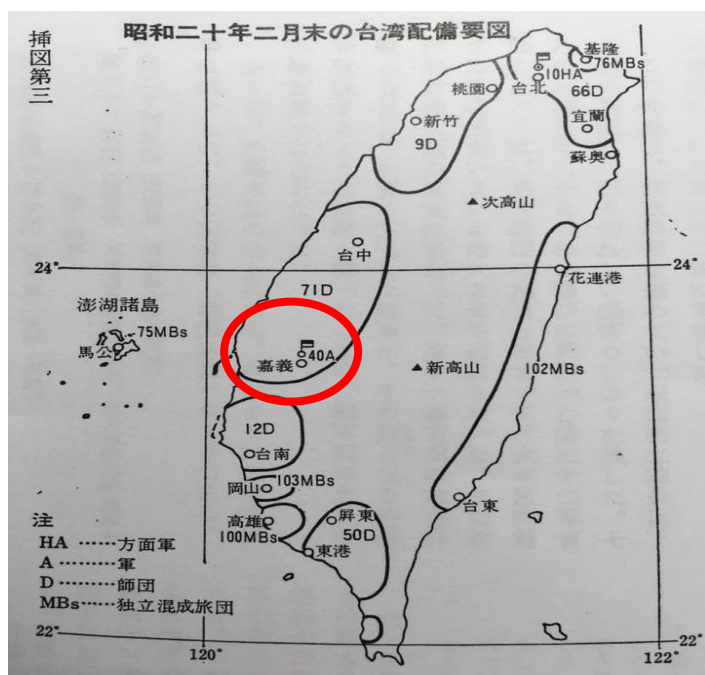 昭和二十年二月末の台湾配備要図
挿図第三
基隆
76MBs
10HA
台北
66D
桃園
宜蘭
新竹
9D
蘇奥
次高山
台中
24°
24°
花連港
71D
澎湖諸島
75MBs
馬公
40A
嘉義
新高山
102MBs
12D
台南
103MBs
岡山
台東
高雄
100MBs
屏東
50D
東港
注
HA ……方面軍
A ……軍
D ……師団
MBs……独立混成旅団
22°
22°
120°
122°